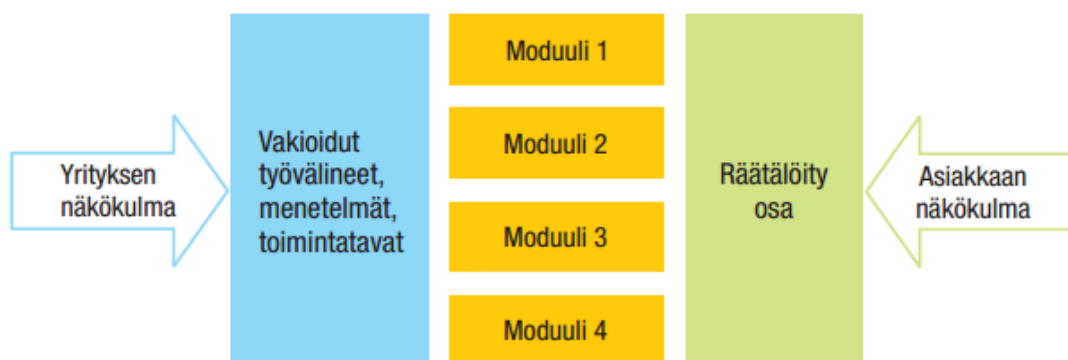 Yrityksen
näkökulma
Vakioidut
työvälineet,
menetelmät,
toimintatavat
Moduuli 1
Moduuli 2
Moduuli 3
Moduuli 4
Räätälöity
osa
Asiakkaan
näkökulma